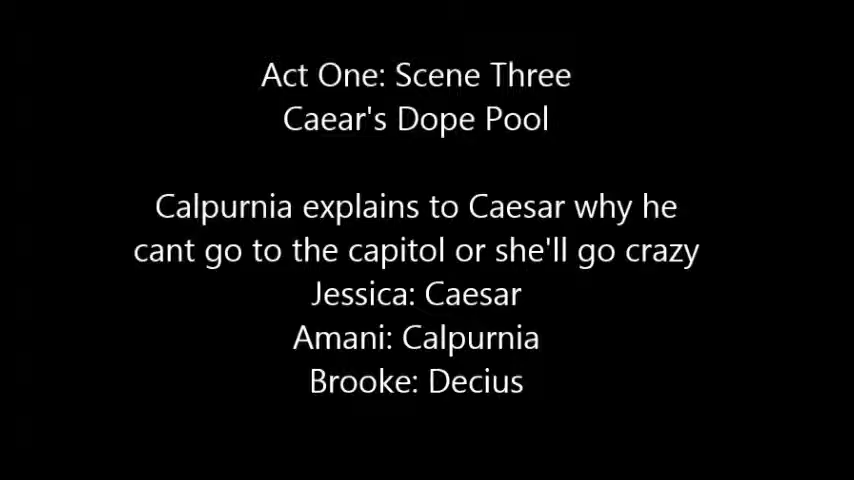 Act One: Scene Three
Caear's Dope Pool
Calpurnia explains to Caesar why he
cant go to the capitol or she'll go crazy
Jessica: Caesar
Amani: Calpurnia
Brooke: Decius